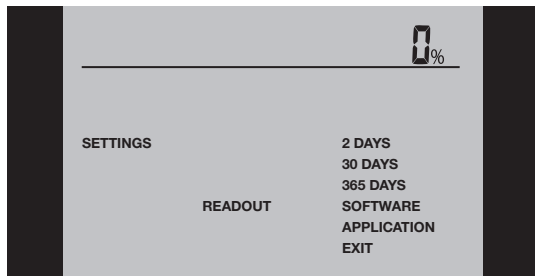 0%
SETTINGS 2 DAYS
30 DAYS
365 DAYS
READOUT SOFTWARE
APPLICATION
EXIT